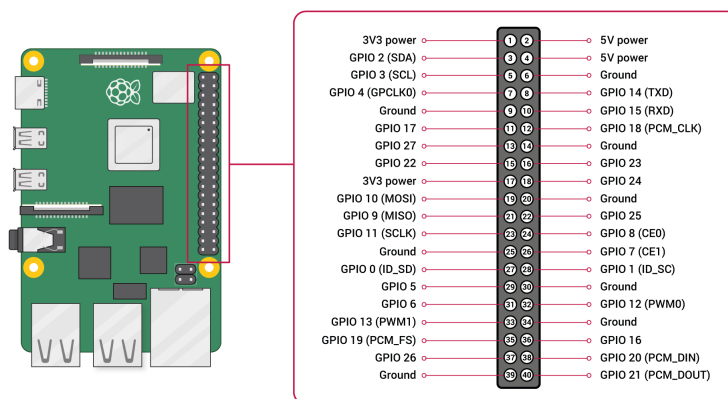 3V3 power 1 2 5V power
GPIO 2 (SDA) 3 4 5V power
GPIO 3 (SCL) 5 6 Ground
GPIO 4 (GPCLK0) 7 8 GPIO 14 (TXD)
Ground 9 10 GPIO 15 (RXD)
GPIO 17 11 12 GPIO 18 (PCM_CLK)
GPIO 27 13 14 Ground
GPIO 22 15 16 GPIO 23
3V3 power 17 18 GPIO 24
GPIO 10 (MOSI) 19 20 Ground
GPIO 9 (MISO) 21 22 GPIO 25
GPIO 11 (SCLK) 23 24 GPIO 8 (CE0)
Ground 25 26 GPIO 7 (CE1)
GPIO 0 (ID_SD) 27 28 GPIO 1 (ID_SC)
GPIO 5 29 30 Ground
GPIO 6 31 32 GPIO 12 (PWM0)
GPIO 13 (PWM1) 33 34 Ground
GPIO 19 (PCM_FS) 35 36 GPIO 16
GPIO 26 37 38 GPIO 20 (PCM_DIN)
Ground 39 40 GPIO 21 (PCM_DOUT)